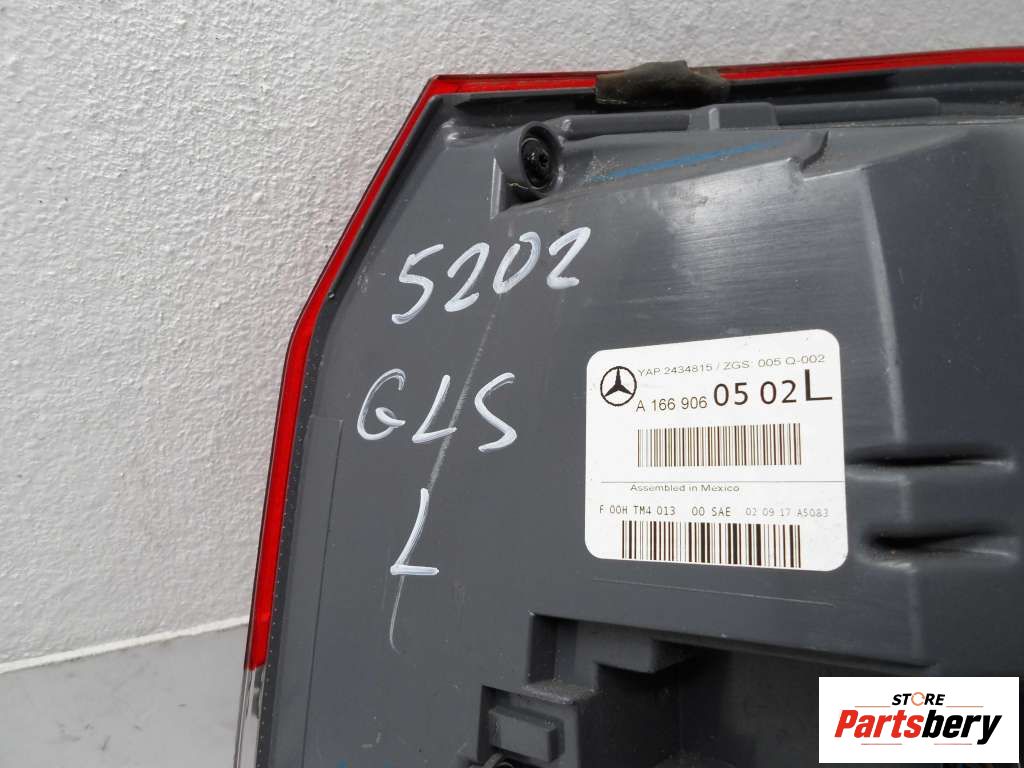 5202
GLS
L
YAP 2434815 / ZGS: 005 Q-002
A 166 906 05 02 L
Assembled in Mexico
F 00H TM4 013 00 SAE 02 09 17 A5083
STORE
Partsbery